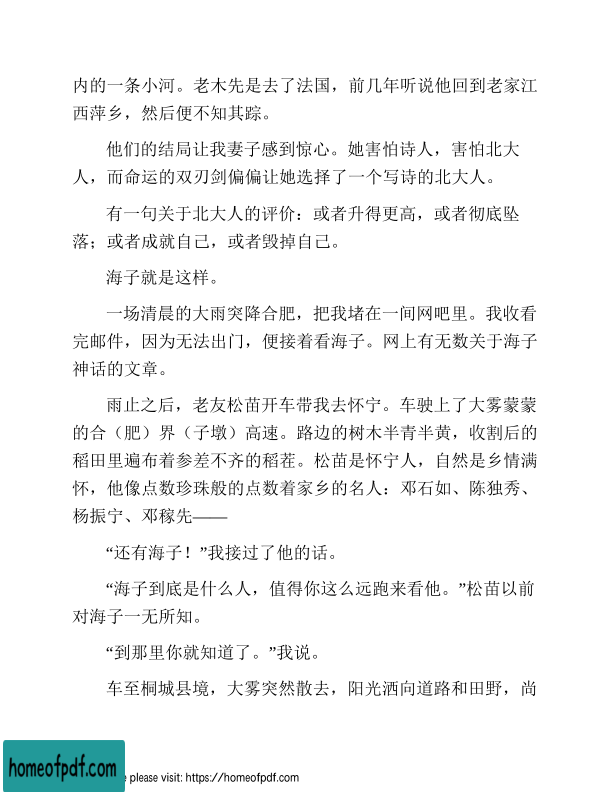 内的一条小河。老木先是去了法国，前几年听说他回到老家江
西萍乡，然后便不知其踪。
他们的结局让我妻子感到惊心。她害怕诗人，害怕北大
人，而命运的双刃剑偏偏让她选择了一个写诗的北大人。
有一句关于北大人的评价：或者升得更高，或者彻底坠
落；或者成就自己，或者毁掉自己。
海子就是这样。
一场清晨的大雨突降合肥，把我堵在一间网吧里。我收看
完邮件，因为无法出门，便接着看海子。网上有无数关于海子
神话的文章。
雨止之后，老友松苗开车带我去怀宁。车驶上了大雾蒙蒙
的合（肥）界（子墩）高速。路边的树木半青半黄，收割后的
稻田里遍布着参差不齐的稻茬。松苗是怀宁人，自然是乡情满
怀，他像点数珍珠般的点数着家乡的名人：邓石如、陈独秀、
杨振宁、邓稼先——
“还有海子！”我接过了他的话。
“海子到底是什么人，值得你这么远跑来看他。”松苗以前
对海子一无所知。
“到那里你就知道了。”我说。
车至桐城县境，大雾突然散去，阳光洒向道路和田野，尚
homeofpdf.com
e please visit: https://homeofpdf.com